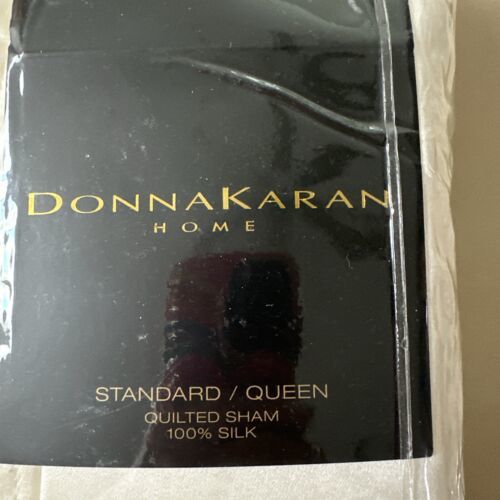 DONNAKARAN
HOME
STANDARD / QUEEN
QUILTED SHAM
100% SILK